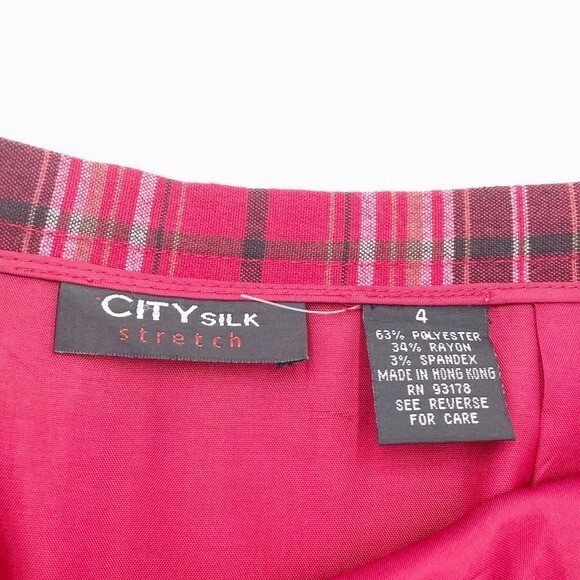 CITY SILK
stretch
4
63% POLYESTER
34% RAYON
3% SPANDEX
MADE IN HONG KONG
RN 93178
SEE REVERSE
FOR CARE